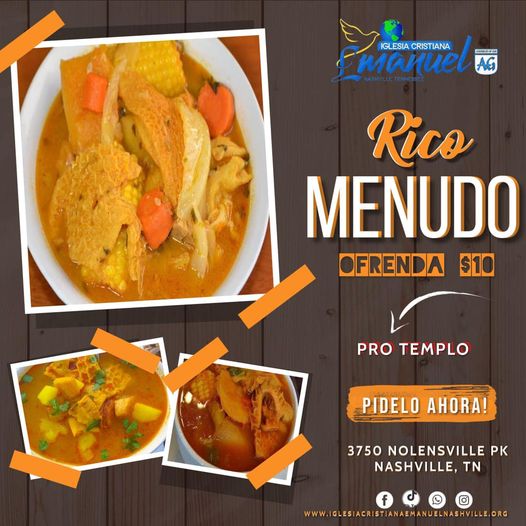 IGLESIA CRISTIANA
Emanuel
NASHVILLE TENNESSEE
AG
Rico
MENUDO
OFRENDA $10
PRO TEMPLO
PIDELO AHORA!
3750 NOLENSVILLE PK
NASHVILLE, TN
WWW.IGLESIACRISTIANAEMANUELNASHVILLE.ORG